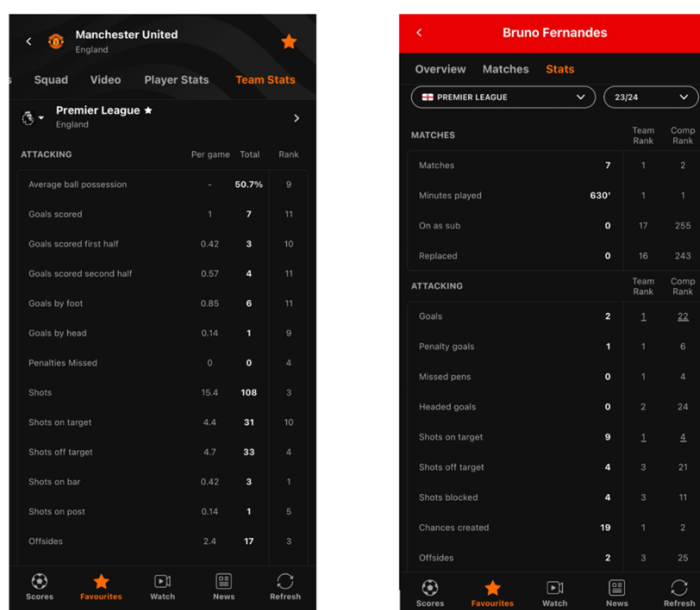 Manchester United
England
s Squad Video Player Stats Team Stats
Premier League ★
England
ATTACKING Per game Total Rank
Average ball possession - 50.7% 9
Goals scored 1 7 11
Goals scored first half 0.42 3 10
Goals scored second half 0.57 4 11
Goals by foot 0.85 6 11
Goals by head 0.14 1 9
Penalties Missed 0 0 4
Shots 15.4 108 3
Shots on target 4.4 31 10
Shots off target 4.7 33 4
Shots on bar 0.42 3 1
Shots on post 0.14 1 5
Offsides 2.4 17 3
Scores Favourites Watch News Refresh
Bruno Fernandes
Overview Matches Stats
PREMIER LEAGUE 23/24
MATCHES Team Rank Comp Rank
Matches 7 1 2
Minutes played 630' 1 1
On as sub 0 17 255
Replaced 0 16 243
ATTACKING Team Rank Comp Rank
Goals 2 1 22
Penalty goals 1 1 6
Missed pens 0 1 4
Headed goals 0 2 24
Shots on target 9 1 4
Shots off target 4 3 21
Shots blocked 4 3 11
Chances created 19 1 2
Offsides 2 3 25
Scores Favourites Watch News Refresh